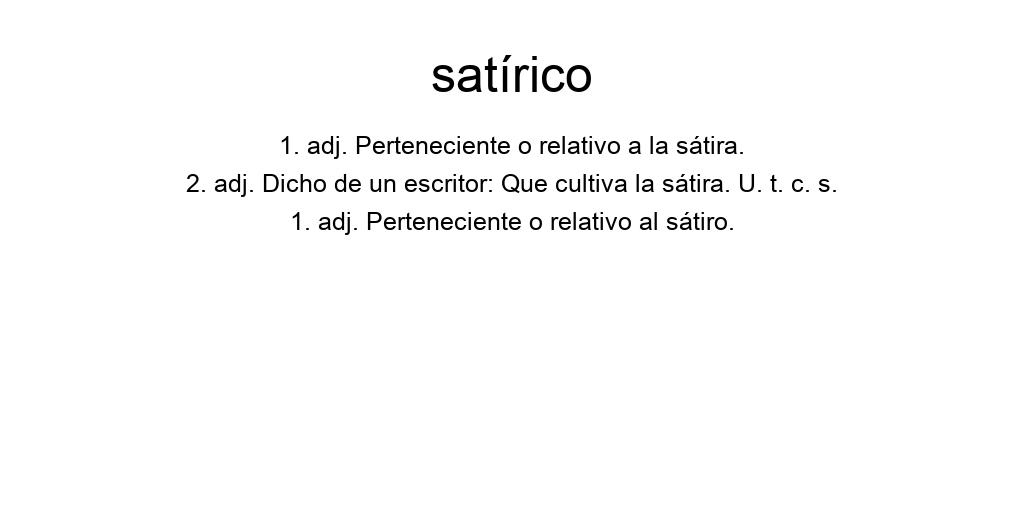 satírico
1. adj. Perteneciente o relativo a la sátira.
2. adj. Dicho de un escritor: Que cultiva la sátira. U. t. c. s.
1. adj. Perteneciente o relativo al sátiro.